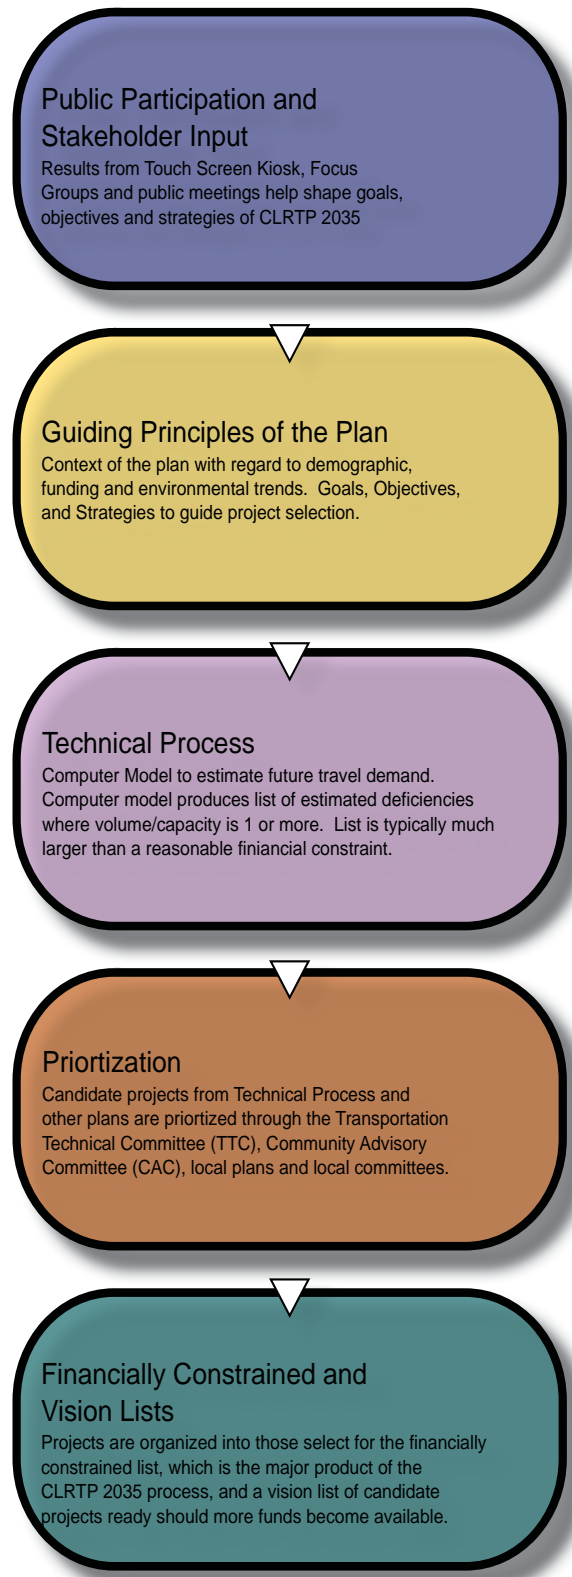 Public Participation and
Stakeholder Input
Results from Touch Screen Kiosk, Focus
Groups and public meetings help shape goals,
objectives and strategies of CLRTP 2035
Guiding Principles of the Plan
Context of the plan with regard to demographic,
funding and environmental trends.  Goals, Objectives,
and Strategies to guide project selection.
Technical Process
Computer Model to estimate future travel demand.
Computer model produces list of estimated deficiencies
where volume/capacity is 1 or more.  List is typically much
larger than a reasonable finiancial constraint.
Priortization
Candidate projects from Technical Process and
other plans are priortized through the Transportation
Technical Committee (TTC), Community Advisory
Committee (CAC), local plans and local committees.
Financially Constrained and
Vision Lists
Projects are organized into those select for the financially
constrained list, which is the major product of the
CLRTP 2035 process, and a vision list of candidate
projects ready should more funds become available.